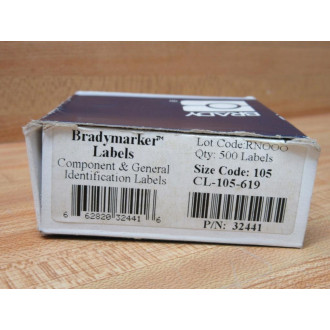 BRADY
Bradymarker™
Labels
Component & General
Identification Labels
6 62820 32441 6
Lot Code:RNOOO
Qty: 500 Labels
Size Code: 105
CL-105-619
P/N: 32441